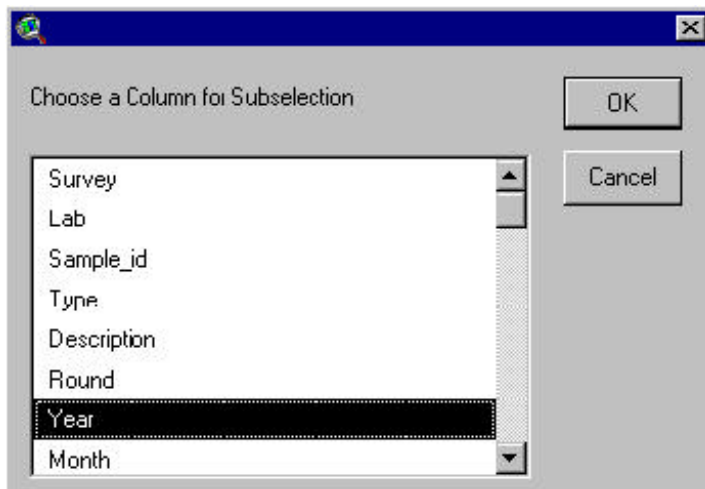 Choose a Column for Subselection
OK
Cancel
Survey
Lab
Sample_id
Type
Description
Round
Year
Month